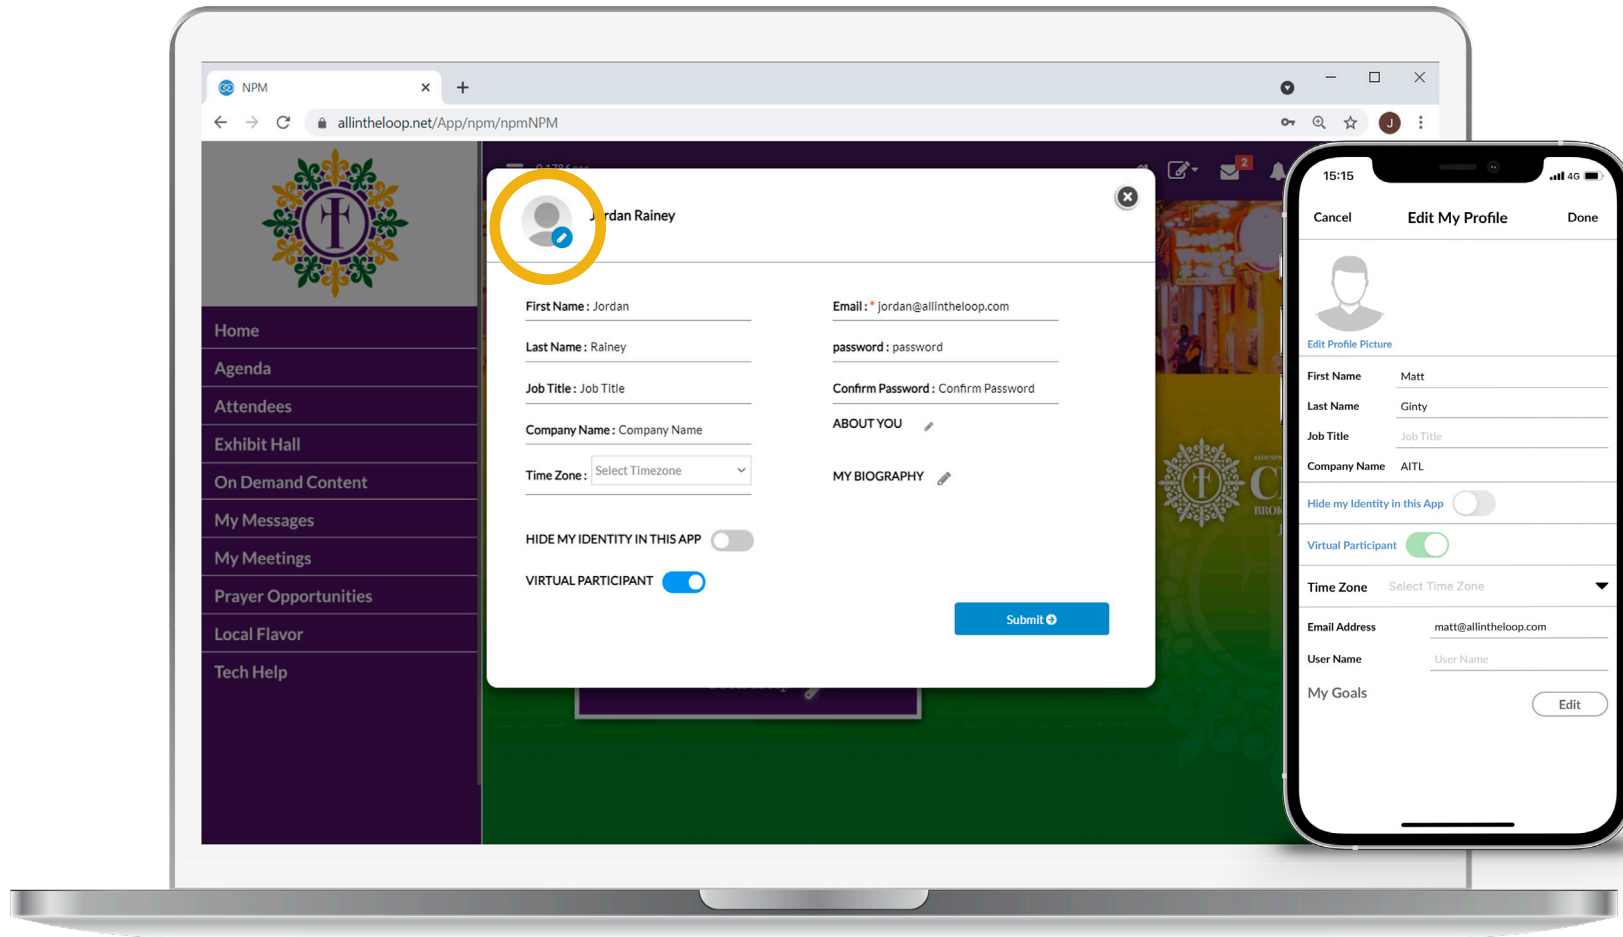 NPM
allintheloop.net/App/npm/npmNPM
J
2
T
Home
Agenda
Attendees
Exhibit Hall
On Demand Content
My Messages
My Meetings
Prayer Opportunities
Local Flavor
Tech Help
Jordan Rainey
First Name : Jordan
Last Name : Rainey
Job Title : Job Title
Company Name : Company Name
Time Zone : Select Timezone
HIDE MY IDENTITY IN THIS APP
VIRTUAL PARTICIPANT
Email : * jordan@allintheloop.com
password : password
Confirm Password : Confirm Password
ABOUT YOU
MY BIOGRAPHY
Submit
15:15
4G
Cancel Edit My Profile Done
Edit Profile Picture
First Name Matt
Last Name Ginty
Job Title Job Title
Company Name AITL
Hide my Identity in this App
Virtual Participant
Time Zone Select Time Zone
Email Address matt@allintheloop.com
User Name User Name
My Goals
Edit